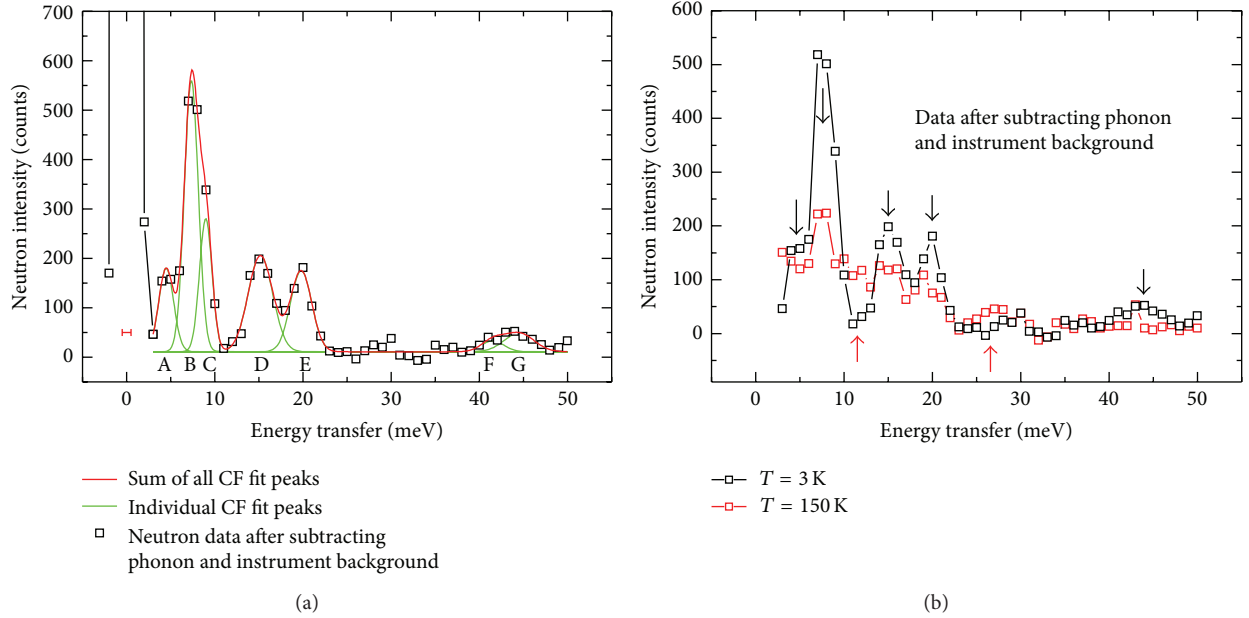 700
600
500
400
300
200
100
0
Neutron intensity (counts)
A B C D E F G
0 10 20 30 40 50
Energy transfer (meV)
Sum of all CF fit peaks
Individual CF fit peaks
Neutron data after subtracting
phonon and instrument background
(a)
600
500
400
300
200
100
0
Neutron intensity (counts)
Data after subtracting phonon
and instrument background
0 10 20 30 40 50
Energy transfer (meV)
T = 3 K
T = 150 K
(b)